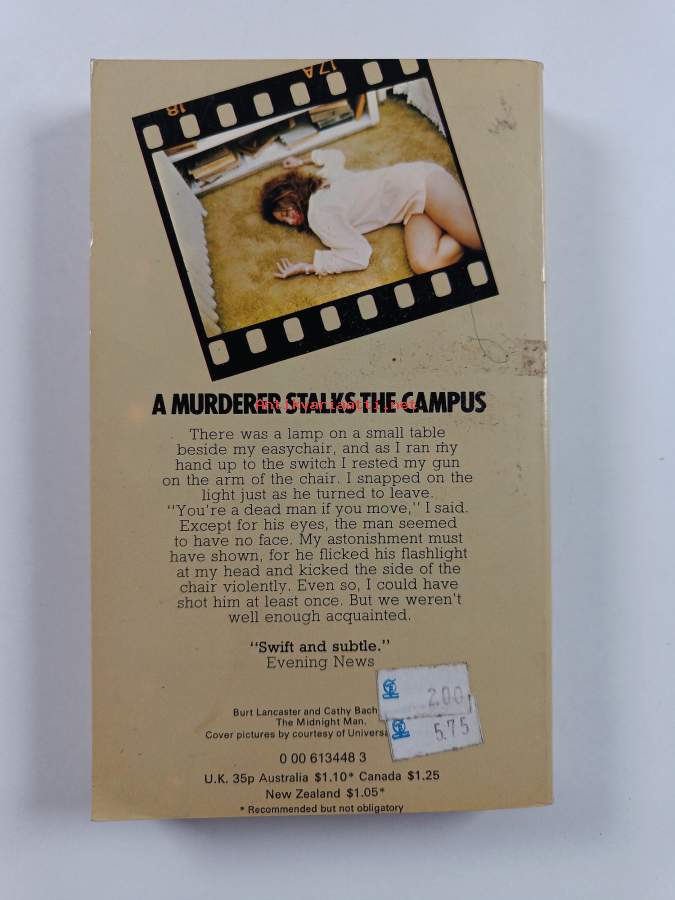 17A
18
A MURDERER STALKS THE CAMPUS
Antikvariaatti.net
There was a lamp on a small table
beside my easychair, and as I ran my
hand up to the switch I rested my gun
on the arm of the chair. I snapped on the
light just as he turned to leave.
"You're a dead man if you move," I said.
Except for his eyes, the man seemed
to have no face. My astonishment must
have shown, for he flicked his flashlight
at my head and kicked the side of the
chair violently. Even so, I could have
shot him at least once. But we weren't
well enough acquainted.
"Swift and subtle."
Evening News
2.00
5.75
Burt Lancaster and Cathy Bach
The Midnight Man.
Cover pictures by courtesy of Univers
0 00 613448 3
U.K. 35p Australia $1.10* Canada $1.25
New Zealand $1.05*
* Recommended but not obligatory